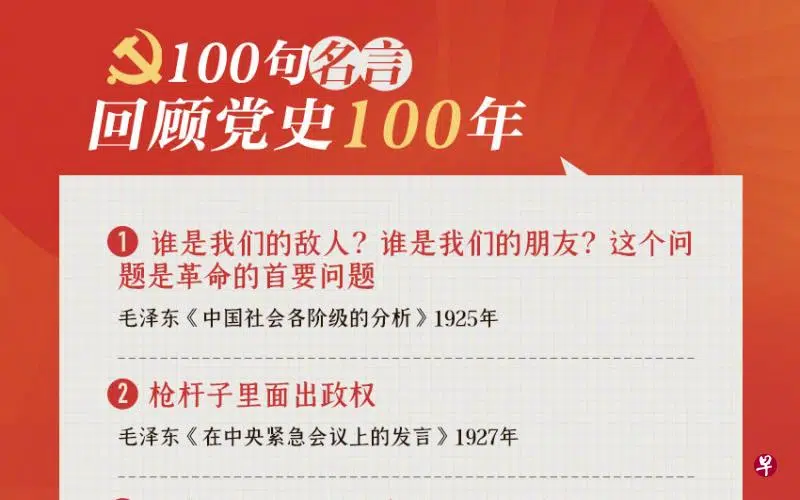 100句名言
回顾党史100年
1 谁是我们的敌人？谁是我们的朋友？这个问
题是革命的首要问题
毛泽东《中国社会各阶级的分析》1925年
2 枪杆子里面出政权
毛泽东《在中央紧急会议上的发言》1927年
早